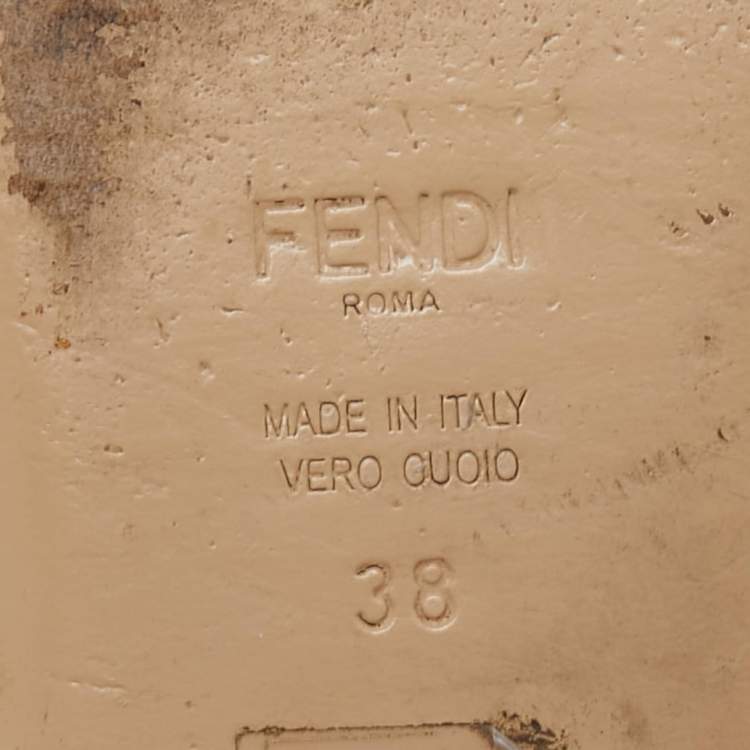 FENDI
ROMA
MADE IN ITALY
VERO CUOIO
38